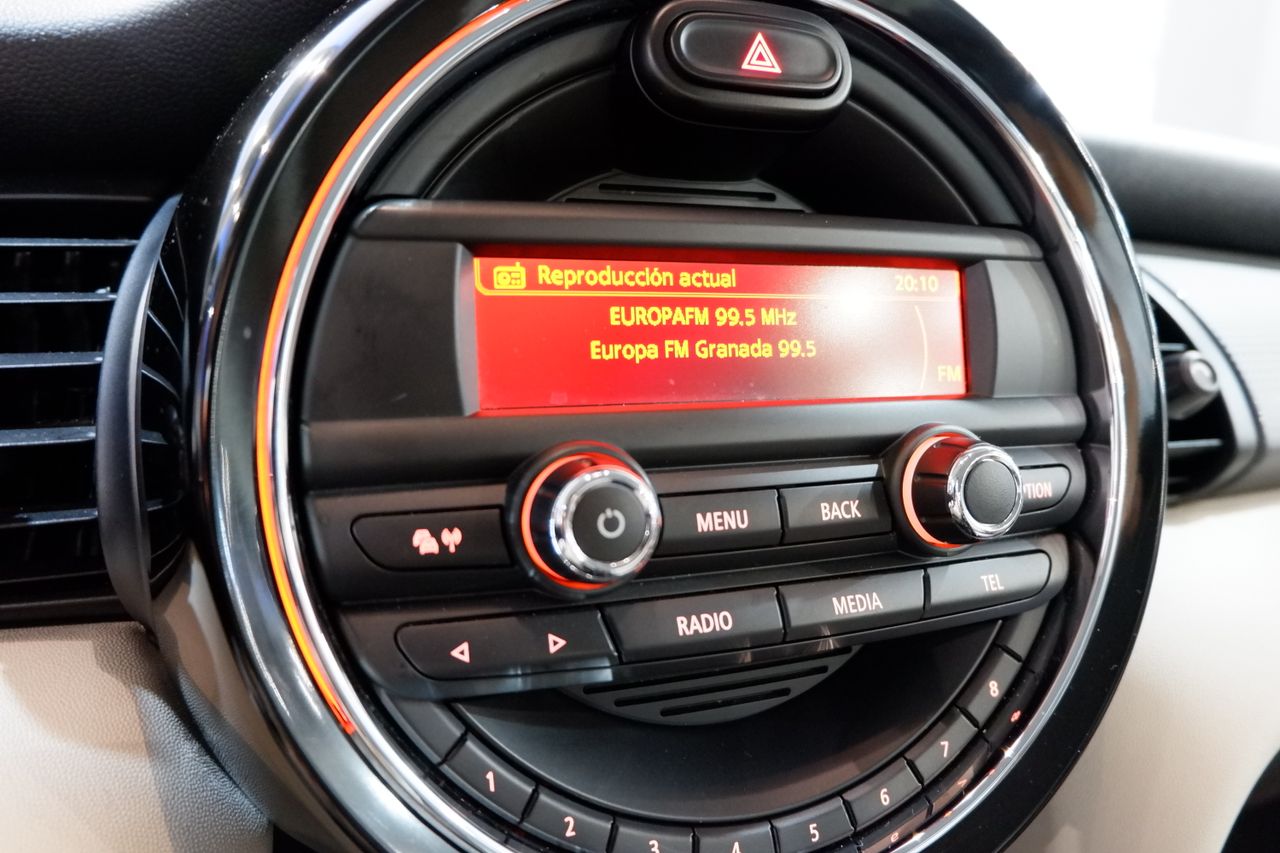 Reproducción actual 20:10
EUROPAFM 99.5 MHz
Europa FM Granada 99.5
FM
MENU BACK
RADIO MEDIA TEL
1 2 3 4 5 6 7 8